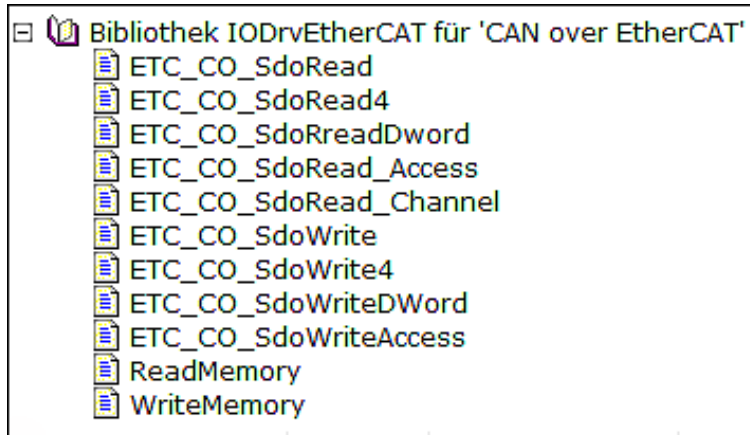 Bibliothek IODrvEtherCAT für 'CAN over EtherCAT'
ETC_CO_SdoRead
ETC_CO_SdoRead4
ETC_CO_SdoRreadDword
ETC_CO_SdoRead_Access
ETC_CO_SdoRead_Channel
ETC_CO_SdoWrite
ETC_CO_SdoWrite4
ETC_CO_SdoWriteDWord
ETC_CO_SdoWriteAccess
ReadMemory
WriteMemory